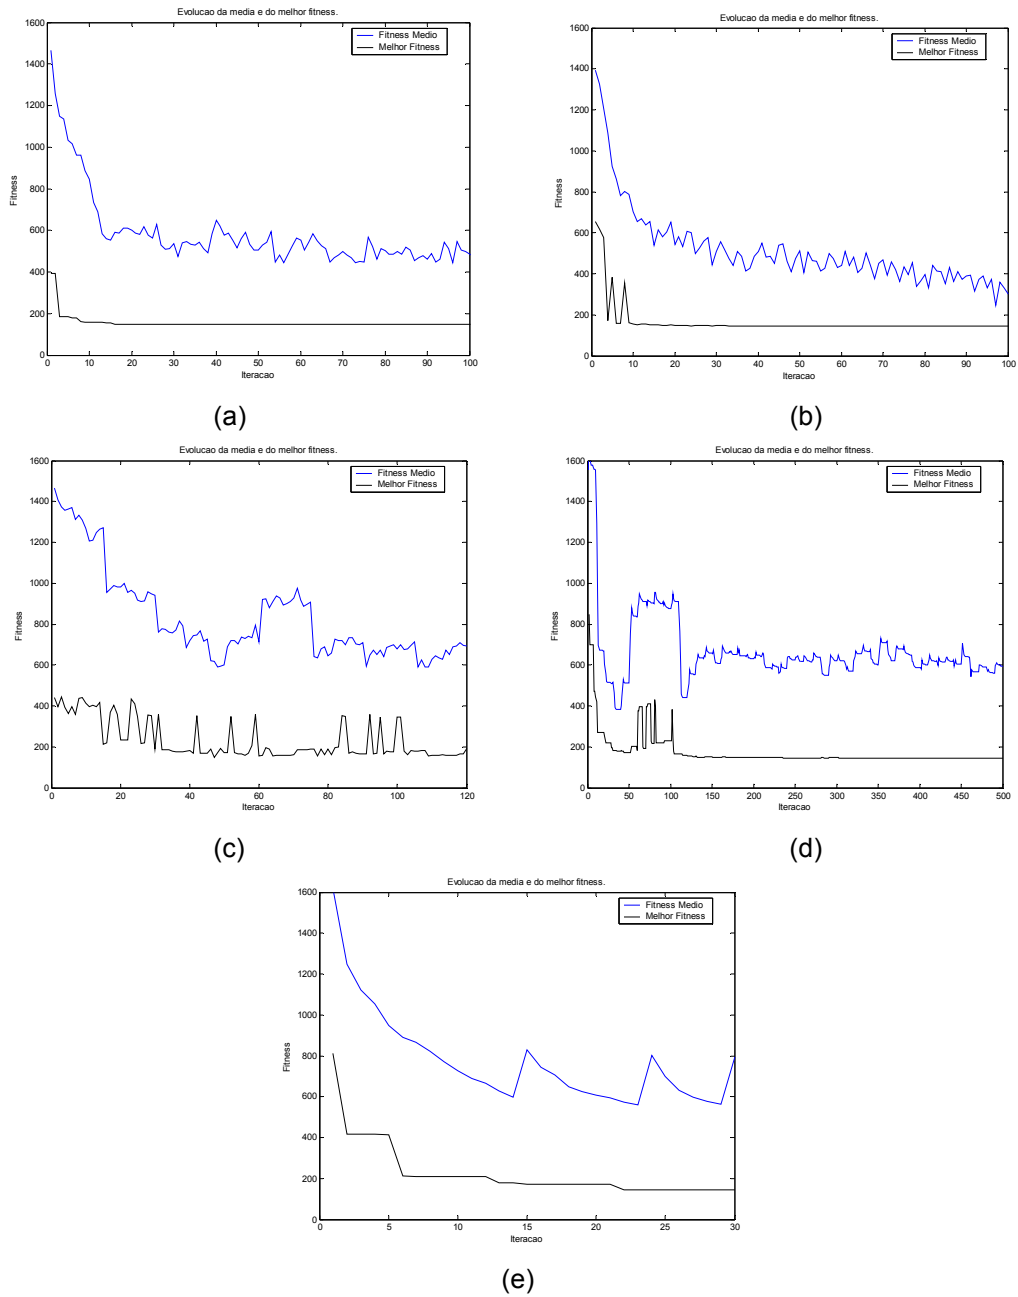 Evolucao da media e do melhor fitness.
1600
1400
1200
1000
800
600
400
200
0
Fitness
Fitness Medio
Melhor Fitness
0 10 20 30 40 50 60 70 80 90 100
Iteracao
(a)
Evolucao da media e do melhor fitness.
1600
1400
1200
1000
800
600
400
200
0
Fitness
Fitness Medio
Melhor Fitness
0 10 20 30 40 50 60 70 80 90 100
Iteracao
(b)
Evolucao da media e do melhor fitness.
1600
1400
1200
1000
800
600
400
200
0
Fitness
Fitness Medio
Melhor Fitness
0 20 40 60 80 100 120
Iteracao
(c)
Evolucao da media e do melhor fitness.
1600
1400
1200
1000
800
600
400
200
0
Fitness
Fitness Medio
Melhor Fitness
0 50 100 150 200 250 300 350 400 450 500
Iteracao
(d)
Evolucao da media e do melhor fitness.
1600
1400
1200
1000
800
600
400
200
0
Fitness
Fitness Medio
Melhor Fitness
0 5 10 15 20 25 30
Iteracao
(e)